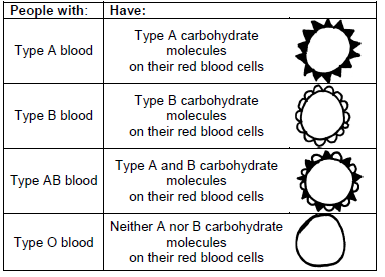 People with: Have:
Type A blood
Type A carbohydrate
molecules
on their red blood cells
Type B blood
Type B carbohydrate
molecules
on their red blood cells
Type AB blood
Type A and B carbohydrate
molecules
on their red blood cells
Type O blood
Neither A nor B carbohydrate
molecules
on their red blood cells